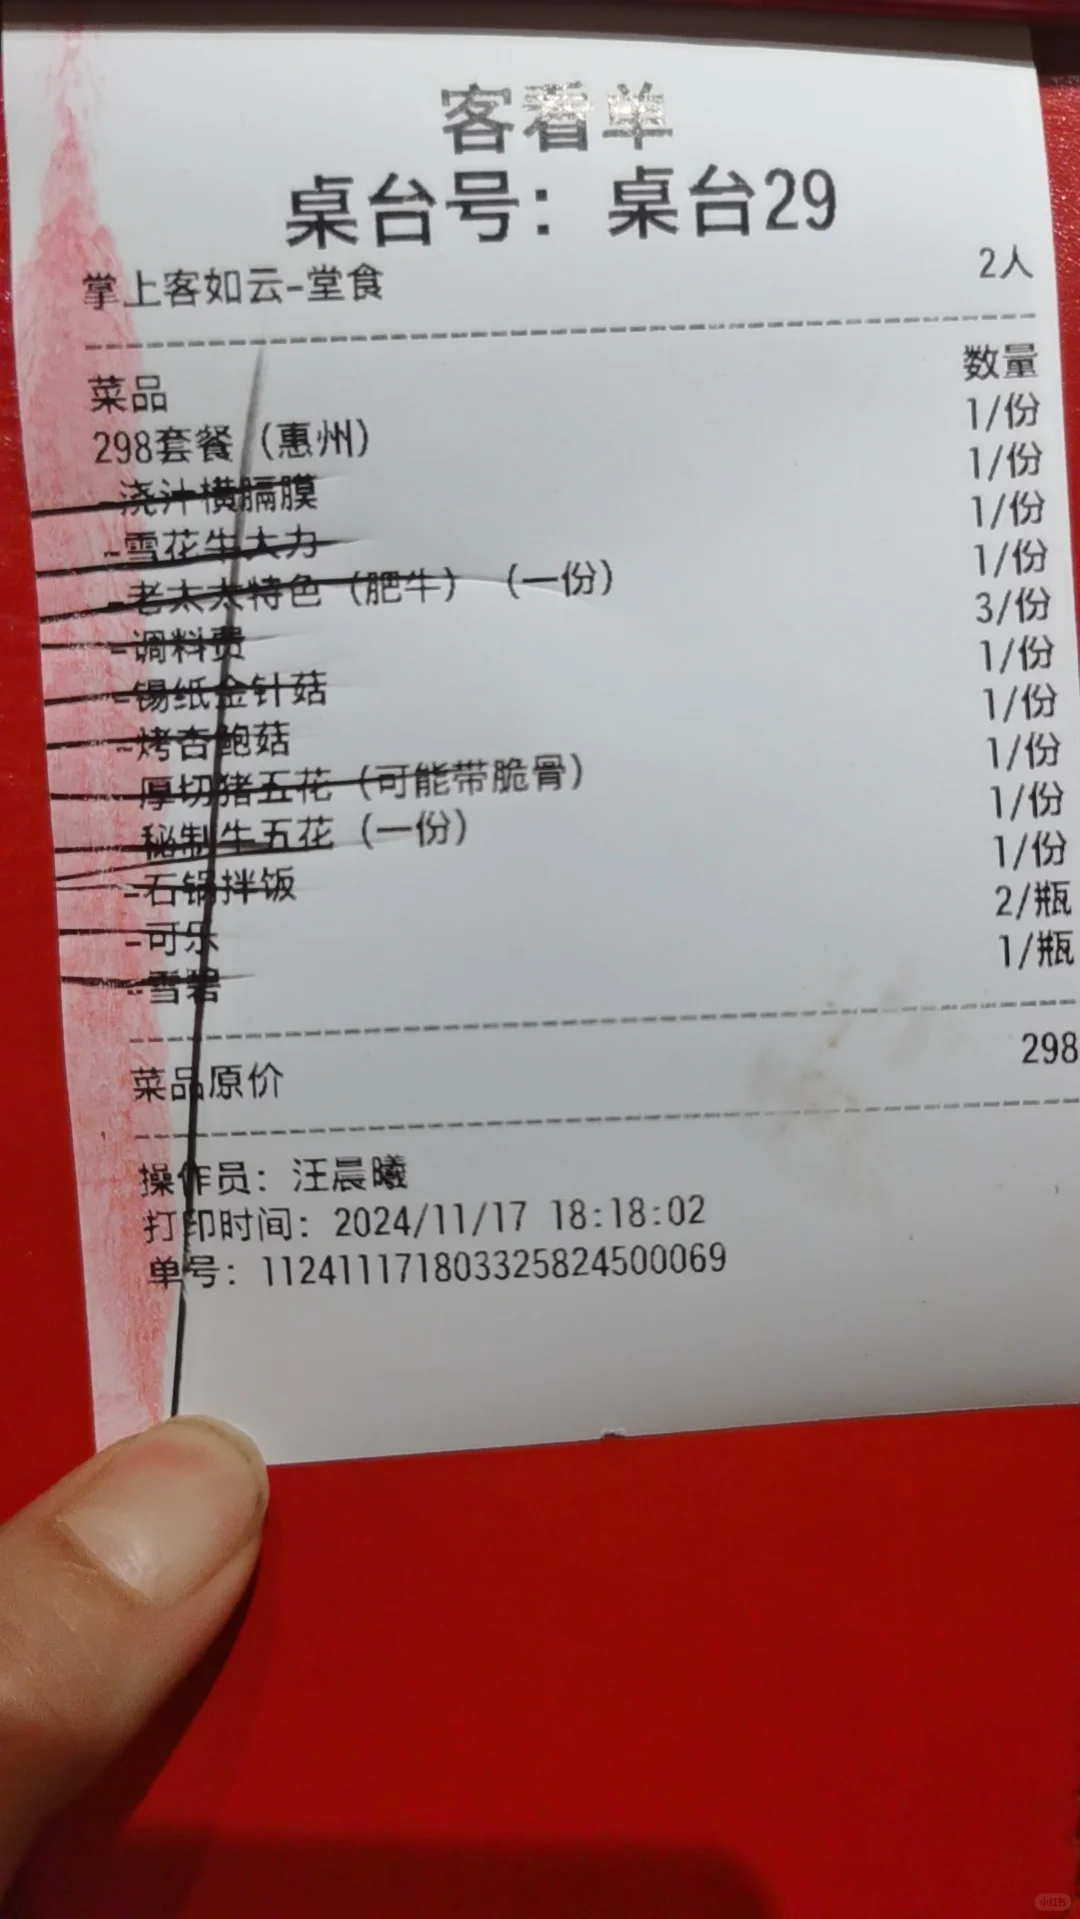 客看单
桌台号：桌台29
掌上客如云-堂食 2人
菜品 数量
298套餐（惠州） 1/份
-浇汁横膈膜 1/份
-雪花牛大力 1/份
-老太太特色（肥牛）（一份） 1/份
-调料费 3/份
-锡纸金针菇 1/份
-烤杏鲍菇 1/份
-厚切猪五花（可能带脆骨） 1/份
-秘制牛五花（一份） 1/份
-石锅拌饭 1/份
-可乐 2/瓶
-雪碧 1/瓶
菜品原价 298
操作员：汪晨曦
打印时间：2024/11/17 18:18:02
单号：112411171803325824500069